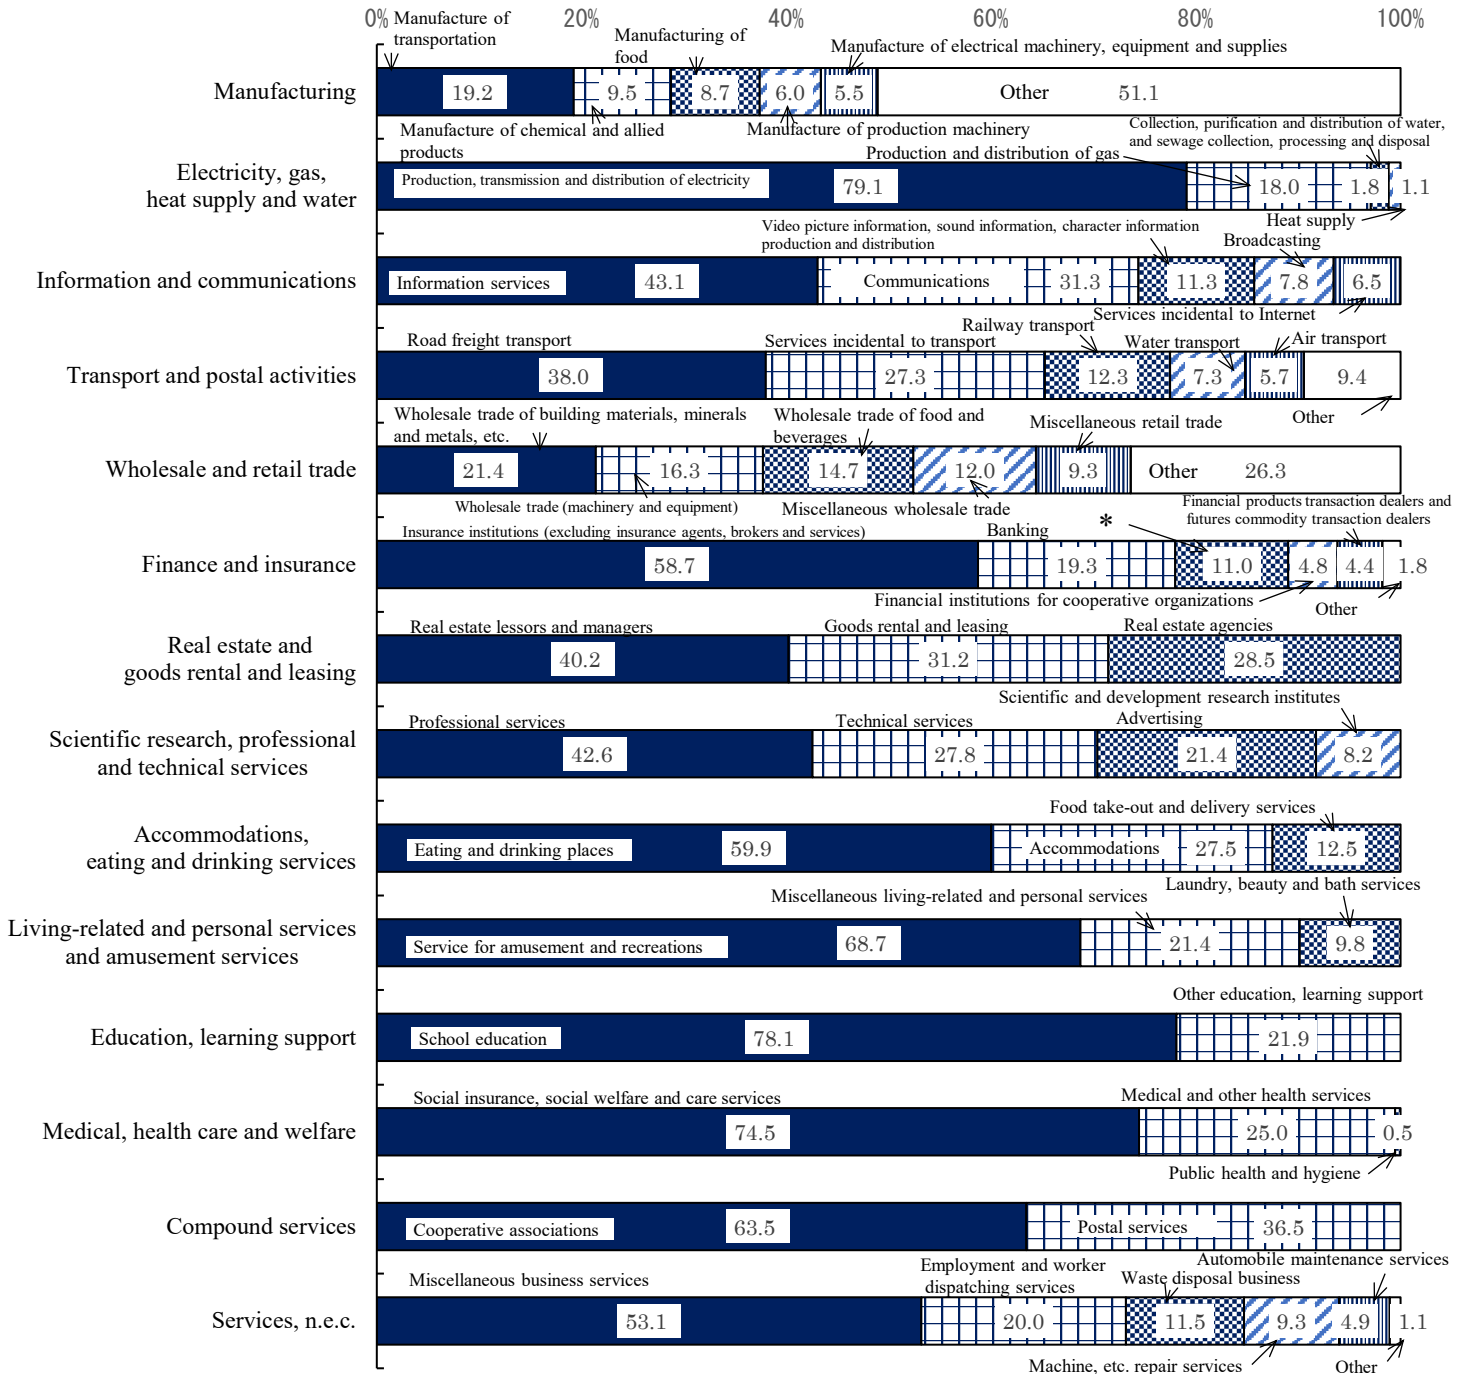 0% 20% 40% 60% 80% 100%
Manufacture of
transportation
Manufacturing of
food
Manufacture of electrical machinery, equipment and supplies
Manufacturing
19.2 9.5 8.7 6.0 5.5 Other 51.1
Manufacture of chemical and allied
products
Manufacture of production machinery
Collection, purification and distribution of water,
and sewage collection, processing and disposal
Production and distribution of gas
Electricity, gas,
heat supply and water
Production, transmission and distribution of electricity 79.1 18.0 1.8 1.1
Heat supply
Video picture information, sound information, character information
production and distribution
Broadcasting
Information and communications
Information services 43.1 Communications 31.3 11.3 7.8 6.5
Services incidental to Internet
Road freight transport
Services incidental to transport
Railway transport
Water transport
Air transport
Transport and postal activities
38.0 27.3 12.3 7.3 5.7 9.4
Other
Wholesale trade of building materials, minerals
and metals, etc.
Wholesale trade of food and
beverages
Miscellaneous retail trade
Wholesale and retail trade
21.4 16.3 14.7 12.0 9.3 Other 26.3
Wholesale trade (machinery and equipment)
Miscellaneous wholesale trade
Financial products transaction dealers and
futures commodity transaction dealers
Insurance institutions (excluding insurance agents, brokers and services)
Banking
*
Finance and insurance
58.7 19.3 11.0 4.8 4.4 1.8
Financial institutions for cooperative organizations
Other
Real estate lessors and managers
Goods rental and leasing
Real estate agencies
Real estate and
goods rental and leasing
40.2 31.2 28.5
Scientific and development research institutes
Professional services
Technical services
Advertising
Scientific research, professional
and technical services
42.6 27.8 21.4 8.2
Food take-out and delivery services
Accommodations,
eating and drinking services
Eating and drinking places 59.9 Accommodations 27.5 12.5
Laundry, beauty and bath services
Miscellaneous living-related and personal services
Living-related and personal services
and amusement services
Service for amusement and recreations 68.7 21.4 9.8
Other education, learning support
Education, learning support
School education 78.1 21.9
Social insurance, social welfare and care services
Medical and other health services
Medical, health care and welfare
74.5 25.0 0.5
Public health and hygiene
Compound services
Cooperative associations 63.5 Postal services 36.5
Automobile maintenance services
Miscellaneous business services
Employment and worker
dispatching services
Waste disposal business
Services, n.e.c.
53.1 20.0 11.5 9.3 4.9 1.1
Machine, etc. repair services
Other